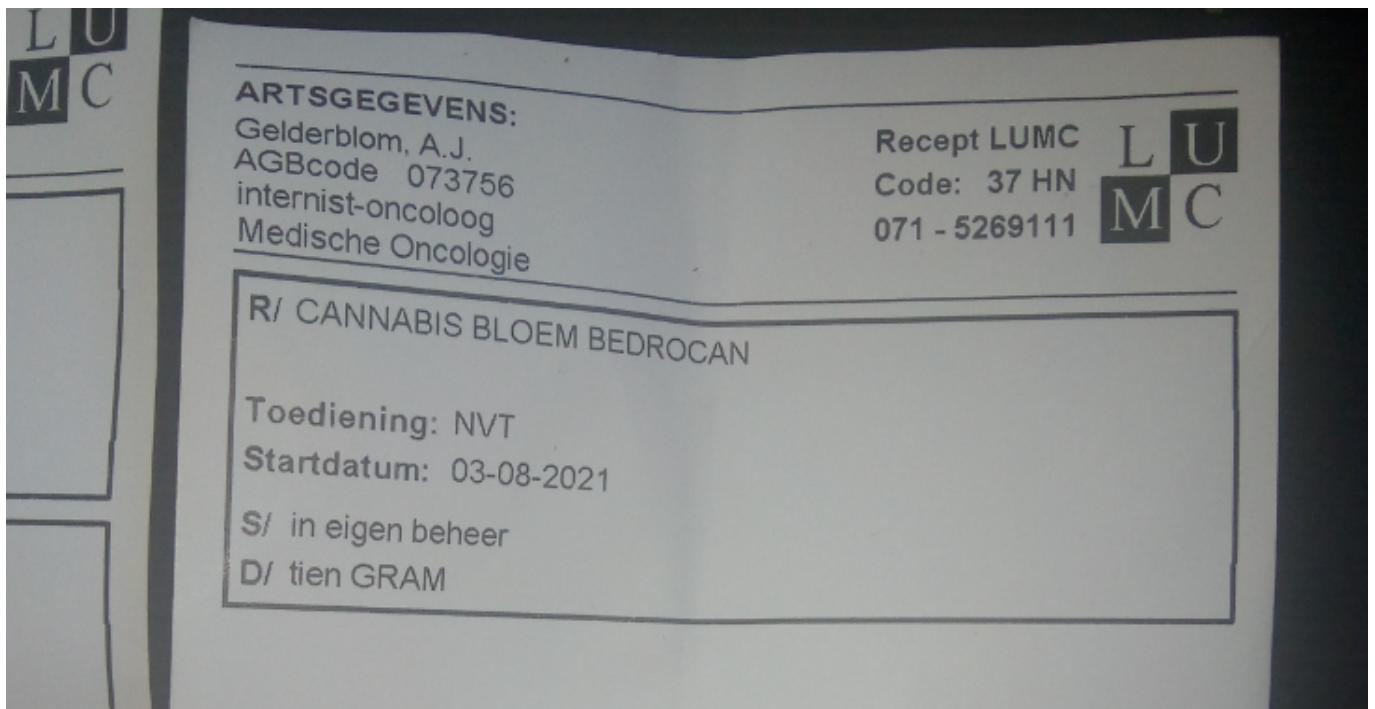 L U
M C
ARTSGEGEVENS:
Gelderblom, A.J.
AGBcode 073756
internist-oncoloog
Medische Oncologie
Recept LUMC
Code: 37 HN
071 - 5269111
L U
M C
R/ CANNABIS BLOEM BEDROCAN
Toediening: NVT
Startdatum: 03-08-2021
S/ in eigen beheer
D/ tien GRAM